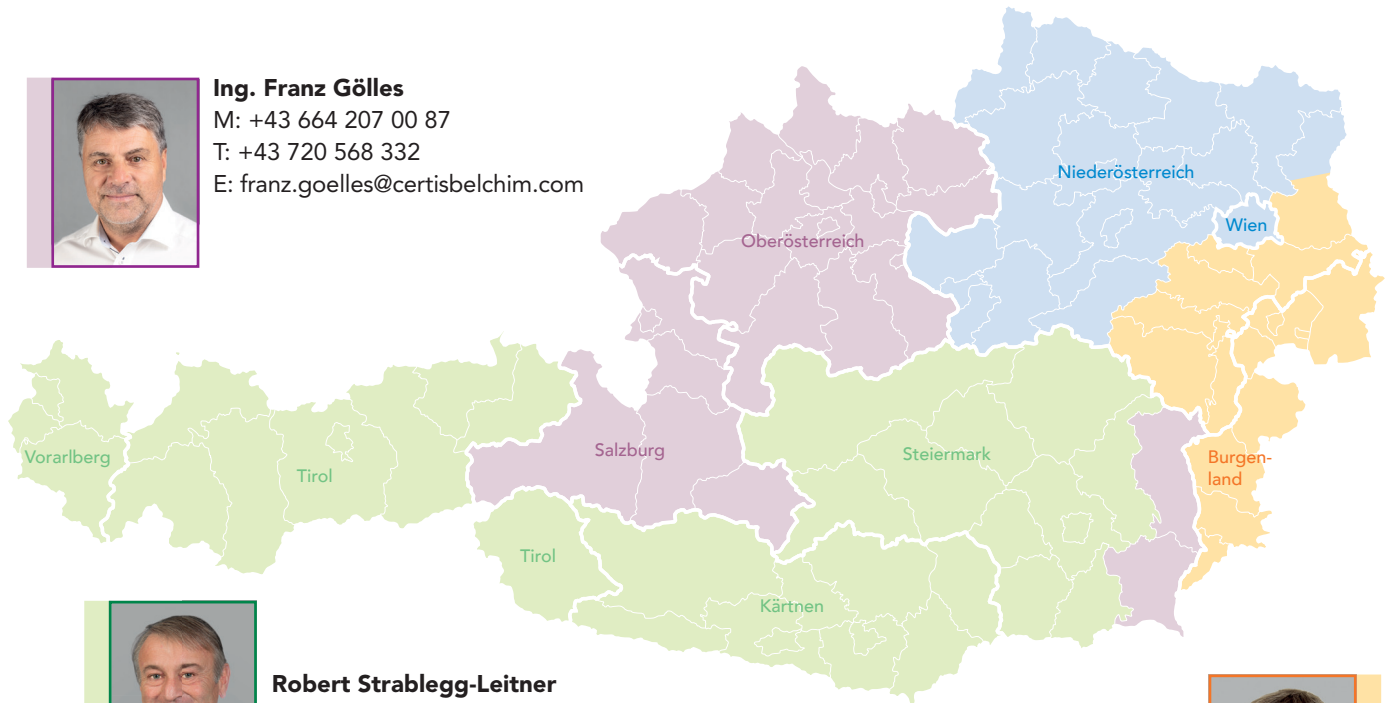 Ing. Franz Gölles
M: +43 664 207 00 87
T: +43 720 568 332
E: franz.goelles@certisbelchim.com
Niederösterreich
Wien
Oberösterreich
Vorarlberg
Tirol
Salzburg
Steiermark
Burgen-
land
Tirol
Kärtnen
Robert Strablegg-Leitner